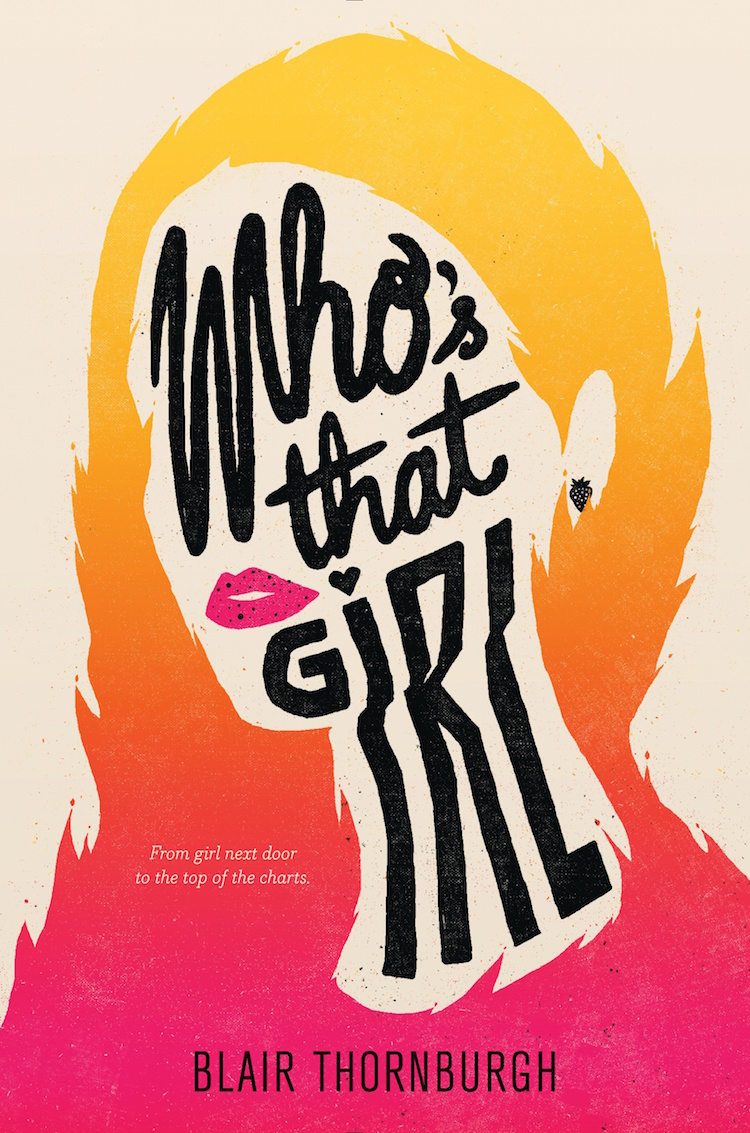 Who's
that
GiRL
From girl next door
to the top of the charts.
BLAIR THORNBURGH